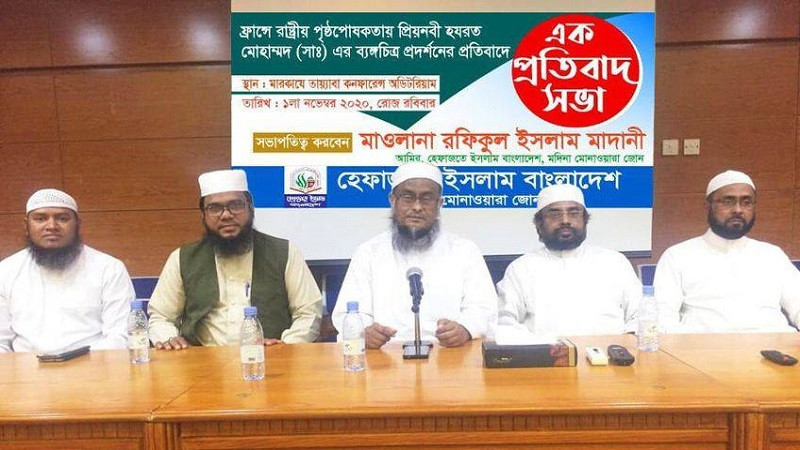 ফ্রান্সে রাষ্ট্রীয় পৃষ্ঠপোষকতায় প্রিয়নবী হযরত
মোহাম্মদ (সাঃ) এর ব্যঙ্গচিত্র প্রদর্শনের প্রতিবাদে
এক
প্রতিবাদ
সভা
স্থান : মারকাযে তায়্যাবা কনফারেন্স অডিটরিয়াম
তারিখ : ১লা নভেম্বর ২০২০, রোজ রবিবার
সভাপতিত্ব করবেন মাওলানা রফিকুল ইসলাম মাদানী
আমির, হেফাজতে ইসলাম বাংলাদেশ, মদিনা মোনাওয়ারা জোন
ইসলাম বাংলাদেশ
মোনাওয়ারা জোন